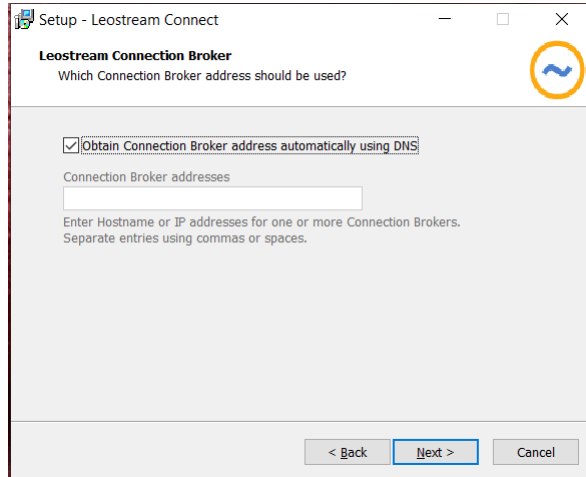 Setup - Leostream Connect
Leostream Connection Broker
Which Connection Broker address should be used?
Obtain Connection Broker address automatically using DNS
Connection Broker addresses
Enter Hostname or IP addresses for one or more Connection Brokers.
Separate entries using commas or spaces.
< Back
Next >
Cancel